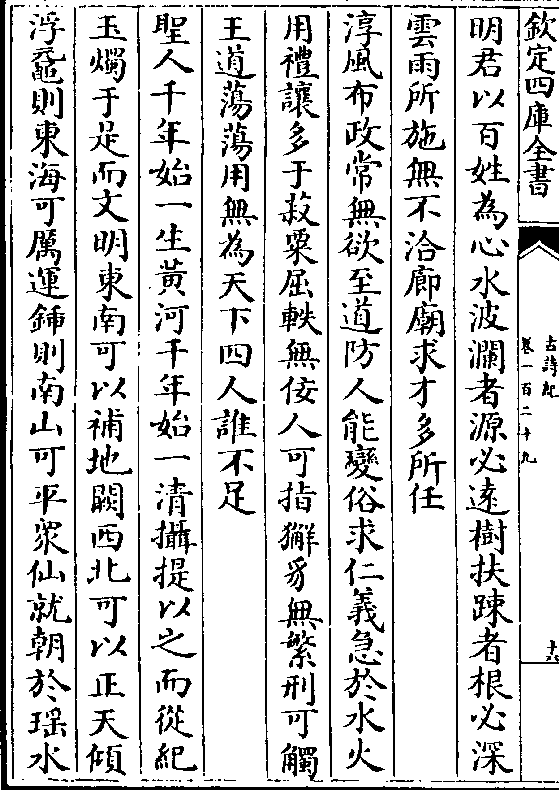 欽定四庫全書
古詩紀
卷一百二十九
十六
明君以百姓為心水波瀾者源必遠樹扶踈者根必深
雲雨所施無不洽廊廟求才多所任
淳風布政常無欲至道防人能變俗求仁義急於水火
用禮讓多于菽粟屈軼無佞人可指獬豸無繁刑可觸
王道蕩蕩用無為天下四人誰不足
聖人千年始一生黃河千年始一清攝提以之而從紀
玉燭于是而文明東南可以補地闕西北可以正天傾
浮黿則東海可厲運鍤則南山可平衆仙就朝於瑶水